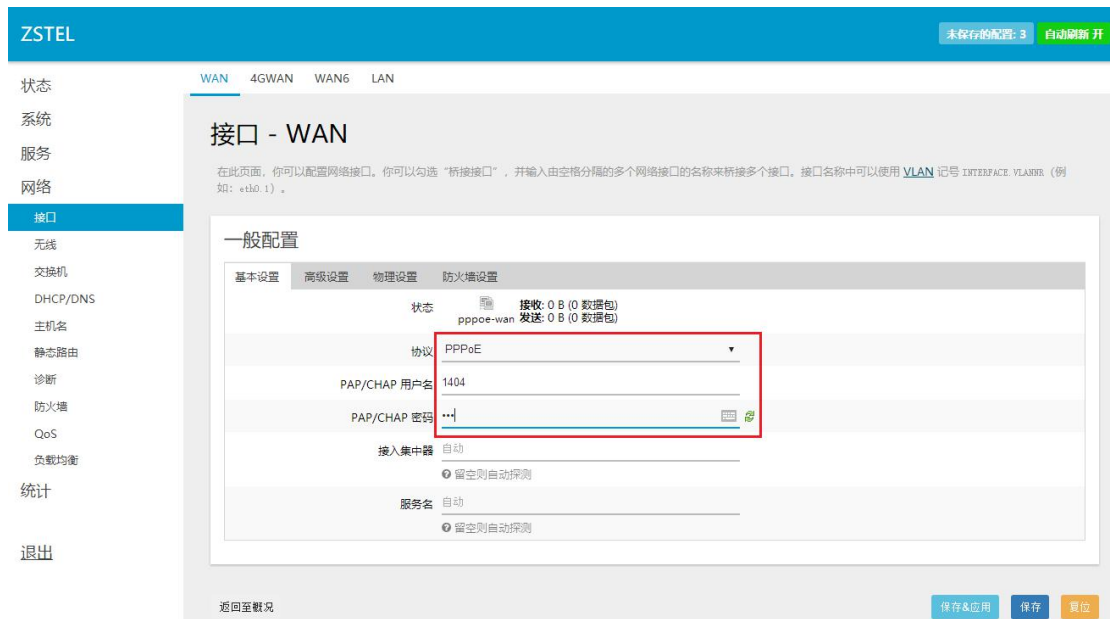 ZSTEL
未保存的配置: 3 自动刷新 开
状态
系统
服务
网络
接口
无线
交换机
DHCP/DNS
主机名
静态路由
诊断
防火墙
QoS
负载均衡
统计
退出
WAN 4GWAN WAN6 LAN
接口 - WAN
在此页面，你可以配置网络接口。你可以勾选“桥接接口”，并输入由空格分隔的多个网络接口的名称来桥接多个接口。接口名称中可以使用 VLAN 记号 INTERFACE.VLANNR（例
如：eth0.1）。
一般配置
基本设置 高级设置 物理设置 防火墙设置
状态
pppoe-wan
接收: 0 B (0 数据包)
发送: 0 B (0 数据包)
协议 PPPoE
PAP/CHAP 用户名 1404
PAP/CHAP 密码 •••
接入集中器 自动
留空则自动探测
服务名 自动
留空则自动探测
返回至概况 保存&应用 保存 复位